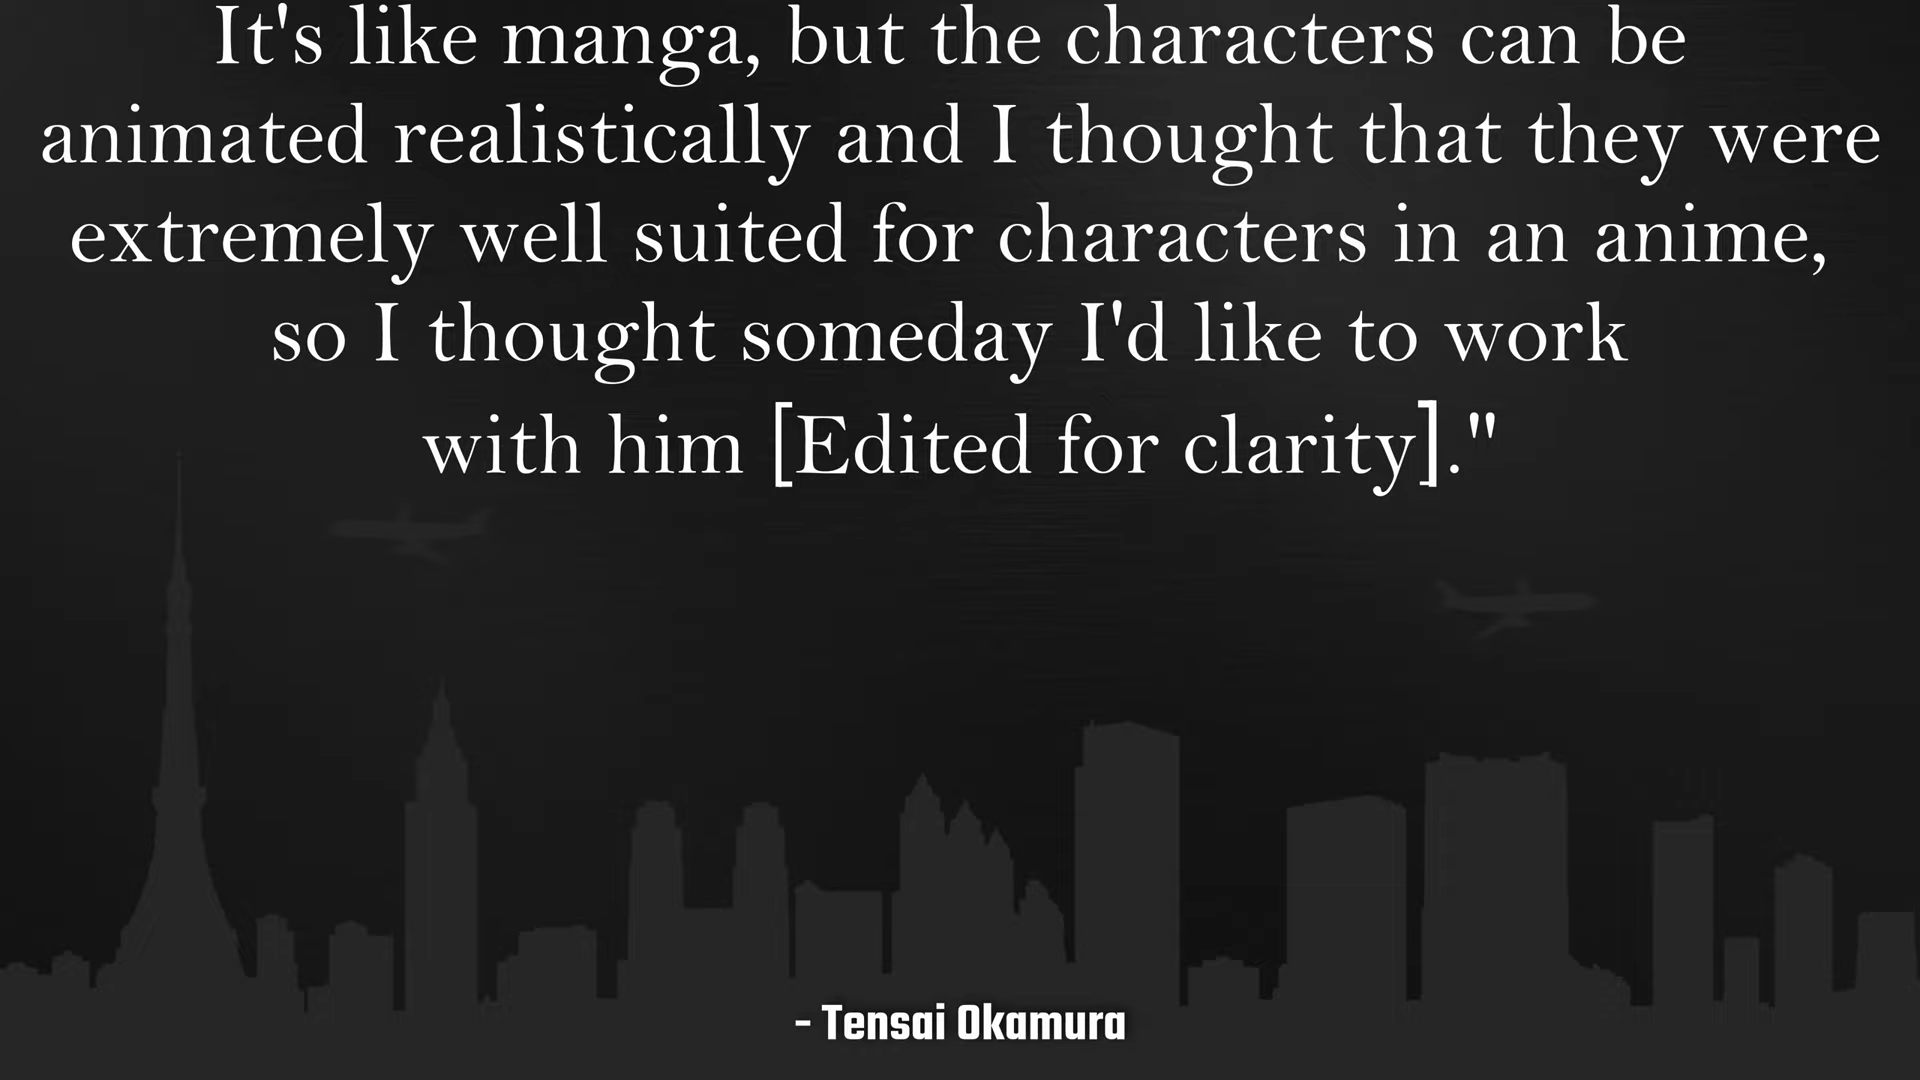 It's like manga, but the characters can be
animated realistically and I thought that they were
extremely well suited for characters in an anime,
so I thought someday I'd like to work
with him [Edited for clarity]."
- Tensai Okamura